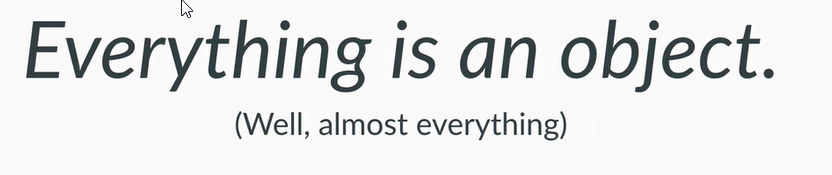 Everything is an object.
(Well, almost everything)